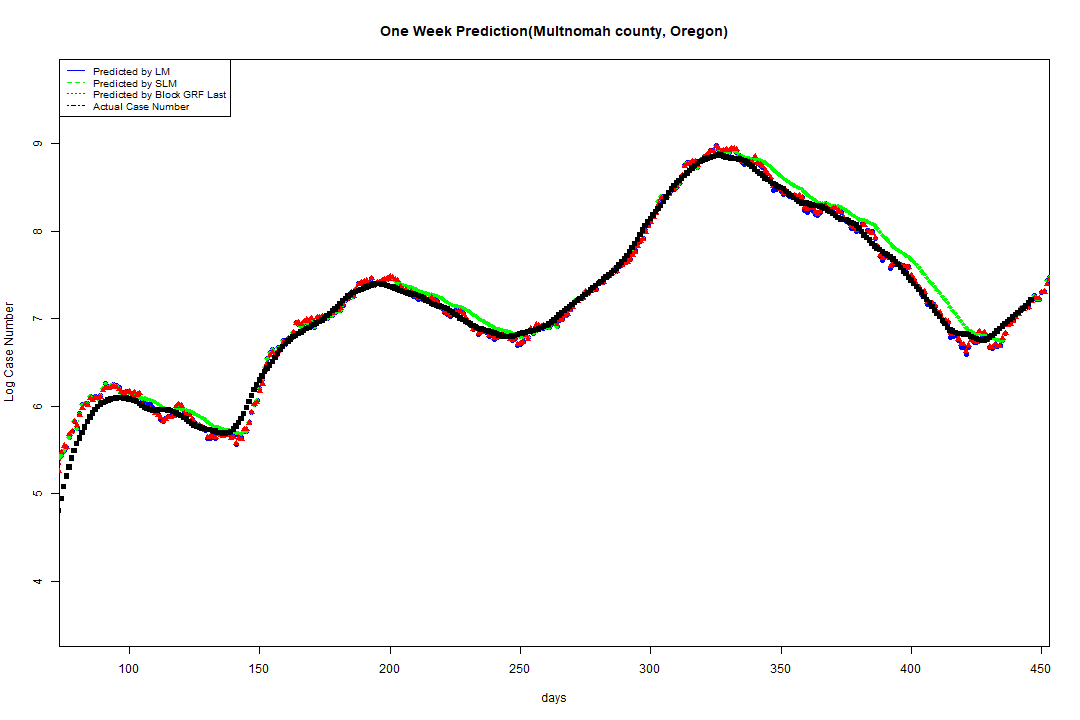 One Week Prediction(Multnomah county, Oregon)
Predicted by LM
Predicted by SLM
Predicted by Block GRF Last
Actual Case Number
9
8
7
6
5
4
Log Case Number
100 150 200 250 300 350 400 450
days